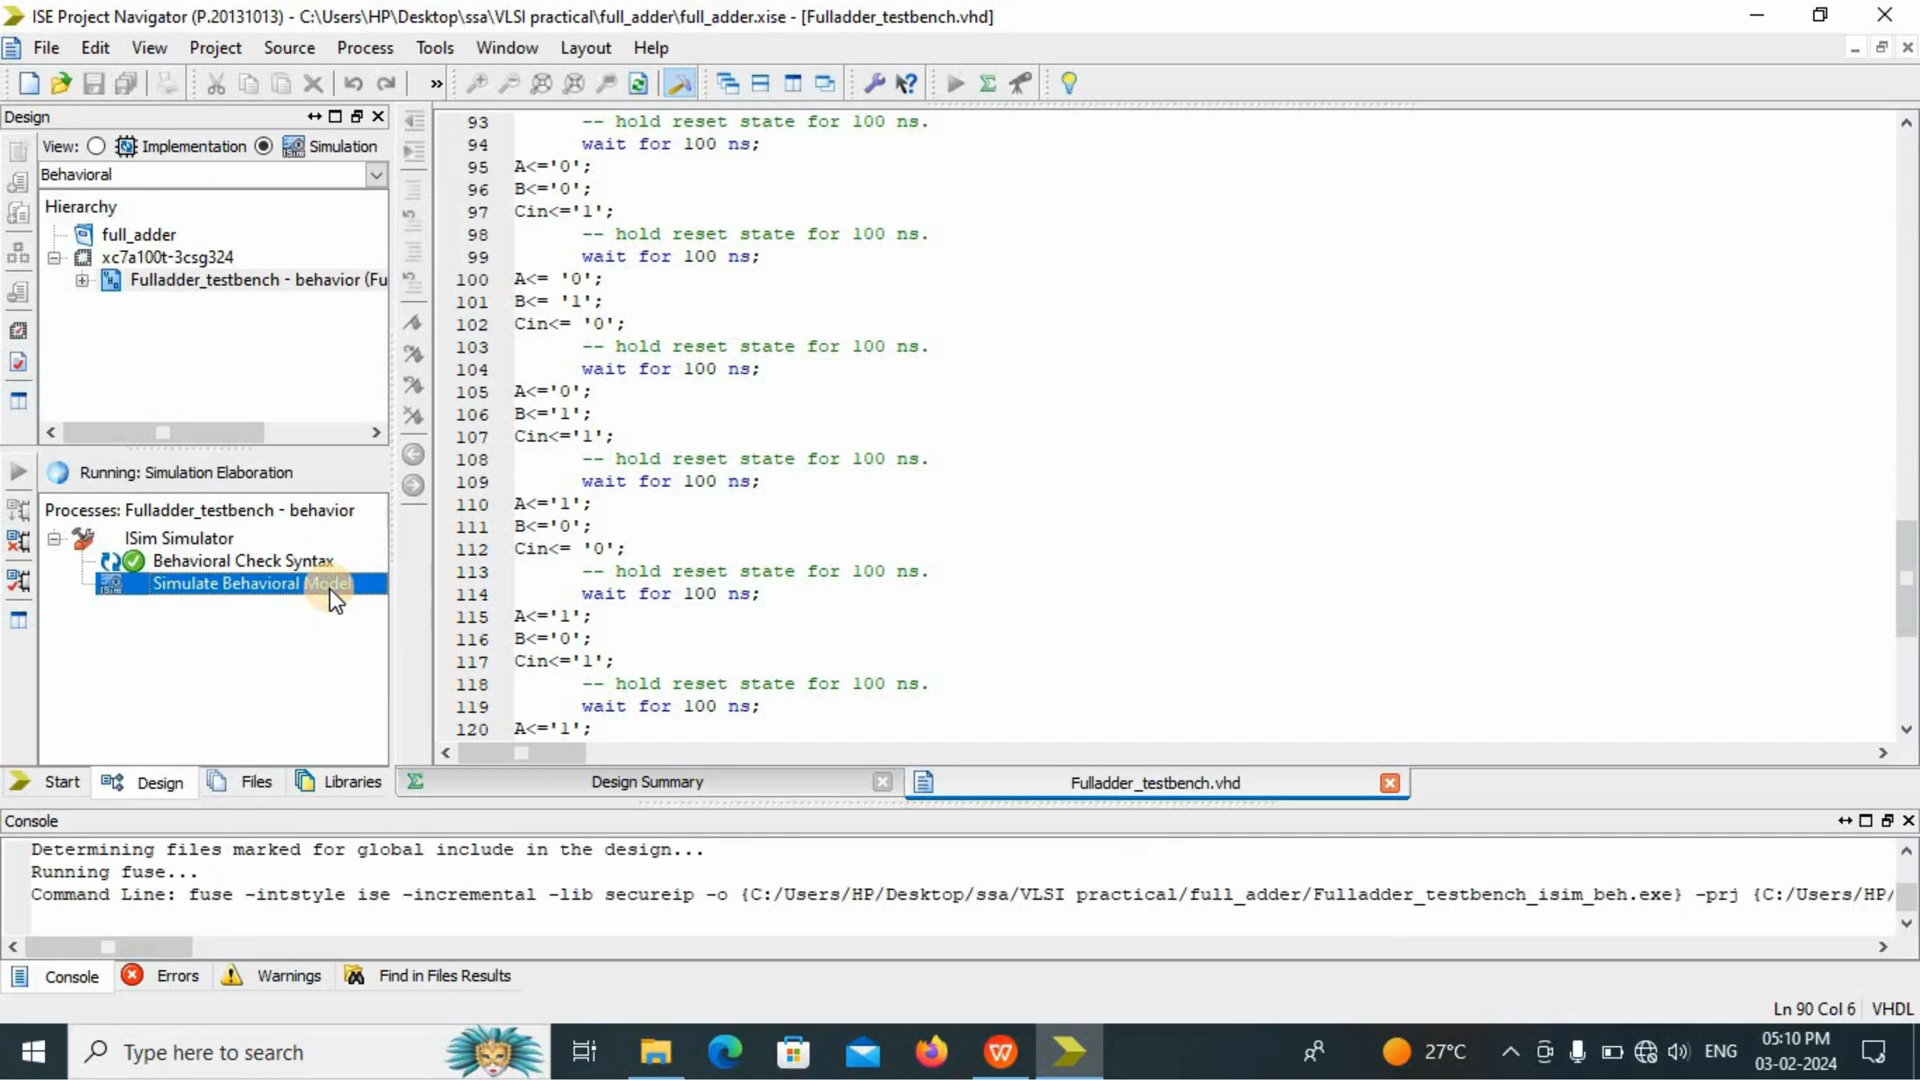 ISE Project Navigator (P.20131013) - C:\Users\HP\Desktop\ssa\VLSI practical\full_adder\full_adder.xise - [Fulladder_testbench.vhd]
File Edit View Project Source Process Tools Window Layout Help
Design
View: Implementation Simulation
Behavioral
Hierarchy
full_adder
xc7a100t-3csg324
Fulladder_testbench - behavior (Fu
Running: Simulation Elaboration
Processes: Fulladder_testbench - behavior
ISim Simulator
Behavioral Check Syntax
Simulate Behavioral Model
Start Design Files Libraries
93 -- hold reset state for 100 ns.
94 wait for 100 ns;
95 A<='0';
96 B<='0';
97 Cin<='1';
98 -- hold reset state for 100 ns.
99 wait for 100 ns;
100 A<= '0';
101 B<= '1';
102 Cin<= '0';
103 -- hold reset state for 100 ns.
104 wait for 100 ns;
105 A<='0';
106 B<='1';
107 Cin<='1';
108 -- hold reset state for 100 ns.
109 wait for 100 ns;
110 A<='1';
111 B<='0';
112 Cin<= '0';
113 -- hold reset state for 100 ns.
114 wait for 100 ns;
115 A<='1';
116 B<='0';
117 Cin<='1';
118 -- hold reset state for 100 ns.
119 wait for 100 ns;
120 A<='1';
Design Summary Fulladder_testbench.vhd
Console
Determining files marked for global include in the design...
Running fuse...
Command Line: fuse -intstyle ise -incremental -lib secureip -o {C:/Users/HP/Desktop/ssa/VLSI practical/full_adder/Fulladder_testbench_isim_beh.exe} -prj {C:/Users/HP/
Console Errors Warnings Find in Files Results
Ln 90 Col 6 VHDL
Type here to search
27°C ENG
05:10 PM
03-02-2024